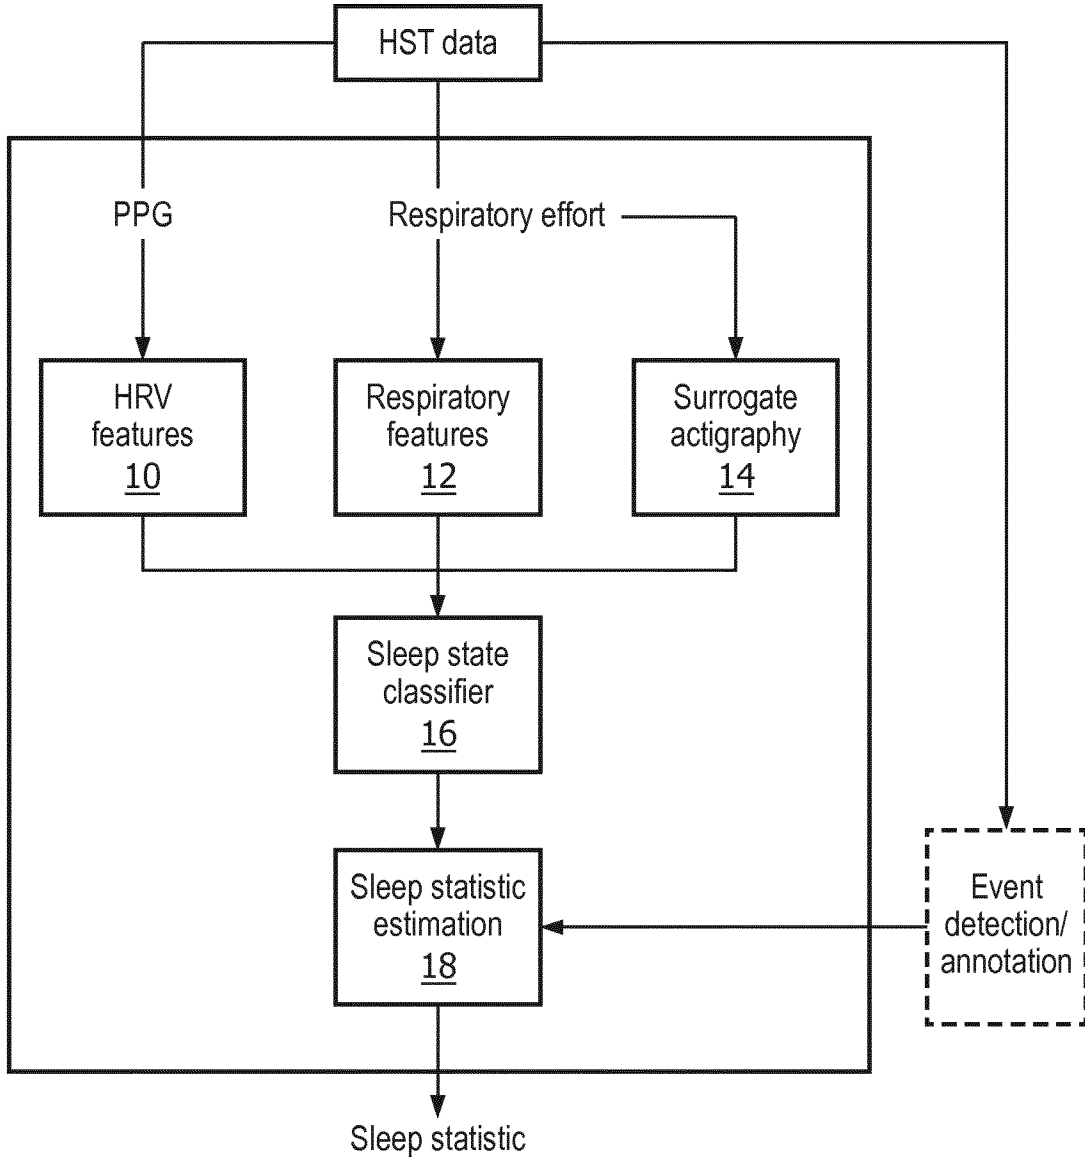 HST data
PPG
Respiratory effort
HRV
features
10
Respiratory
features
12
Surrogate
actigraphy
14
Sleep state
classifier
16
Sleep statistic
estimation
18
Event
detection/
annotation
Sleep statistic